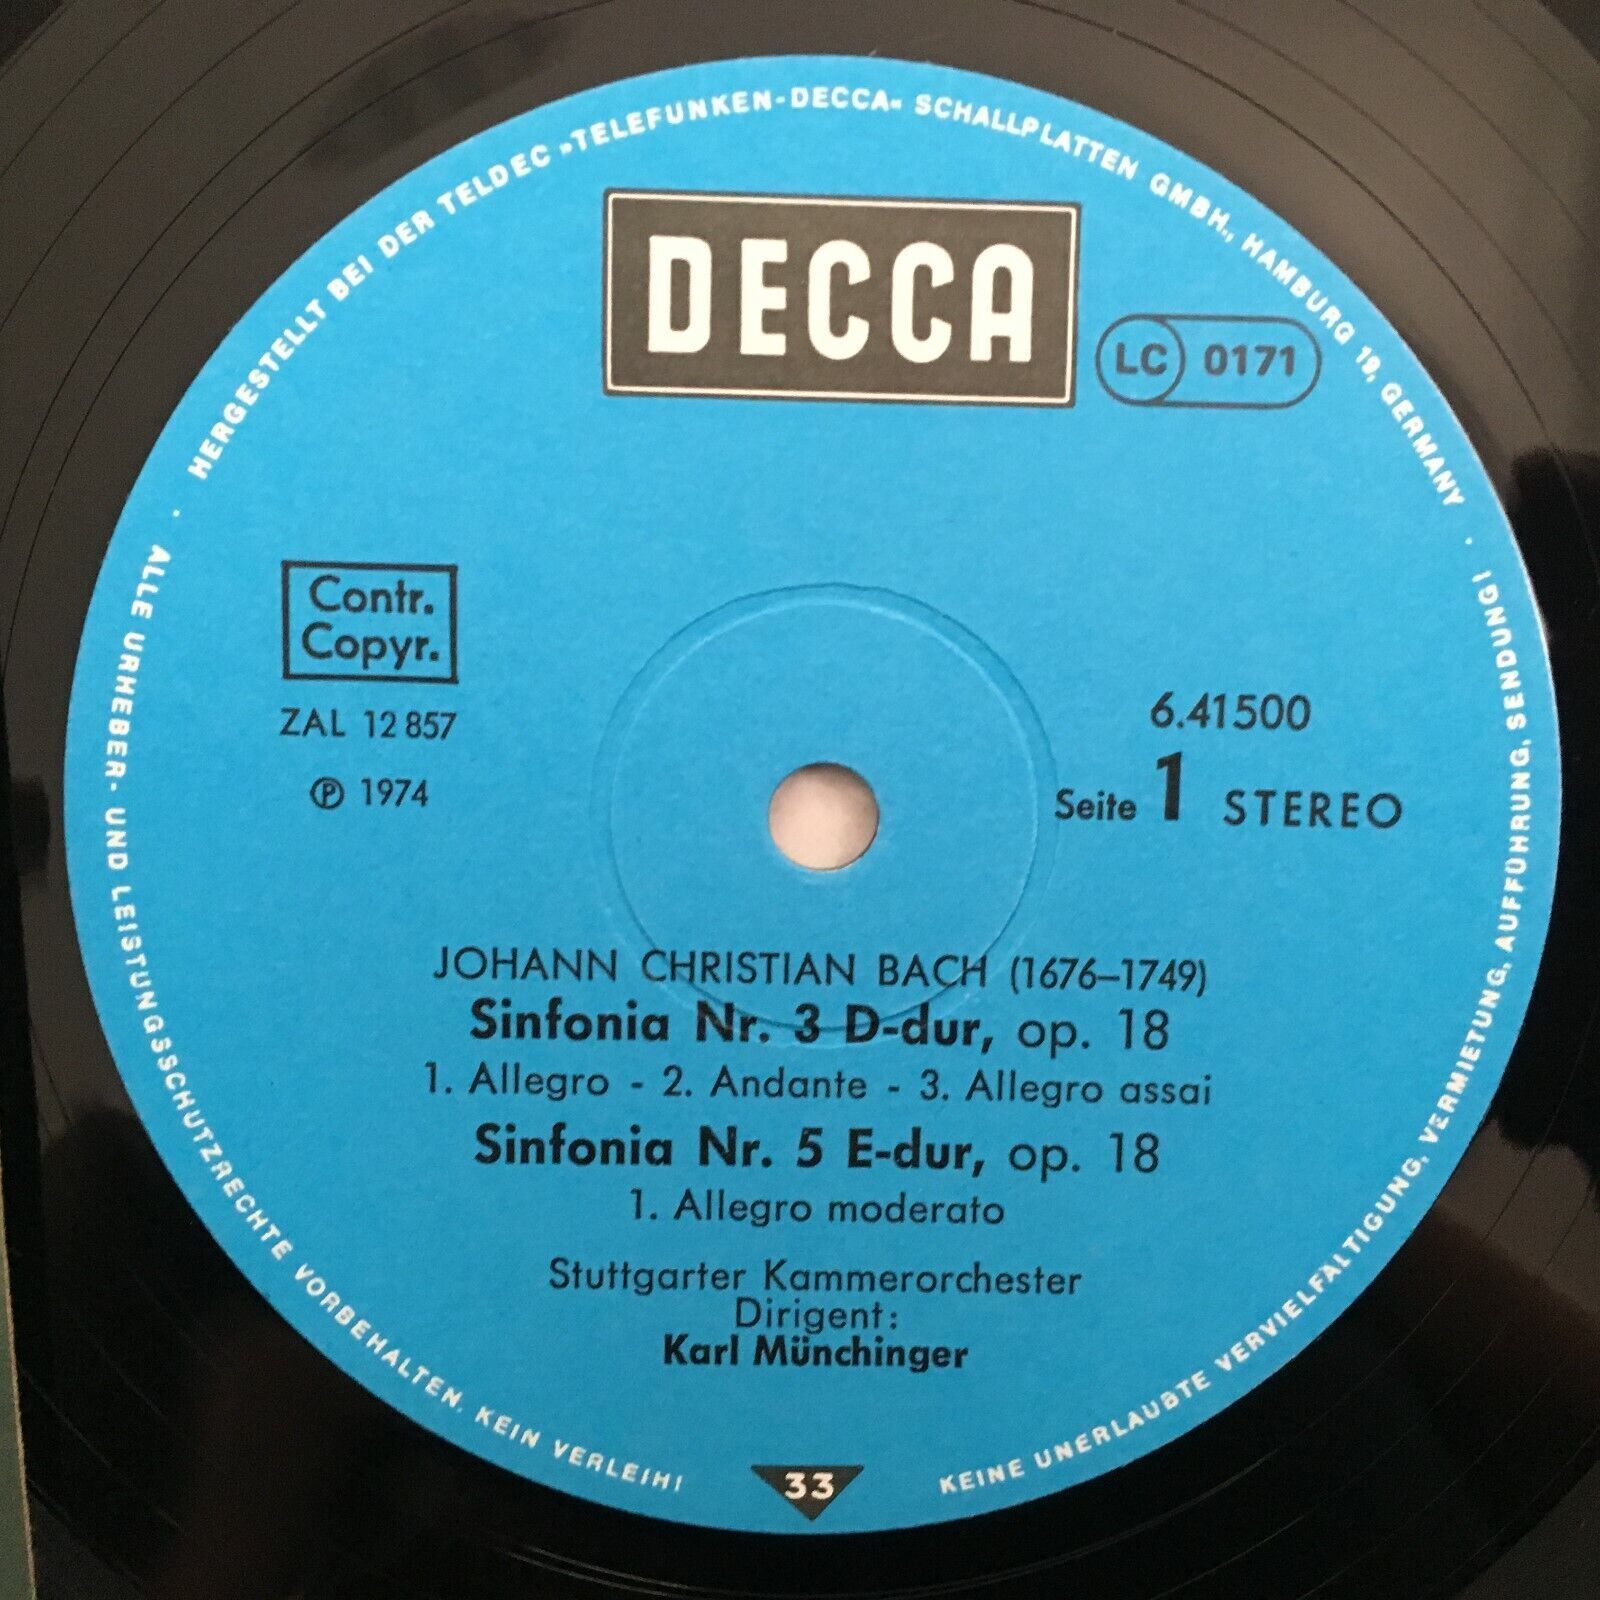 HERGESTELLT BEI DER TELDEC »TELEFUNKEN-DECCA« SCHALLPLATTEN GMBH., HAMBURG 19, GERMANY ·
DECCA
LC 0171
Contr.
Copyr.
ZAL 12 857
℗ 1974
6.41500
Seite 1 STEREO
JOHANN CHRISTIAN BACH (1676–1749)
Sinfonia Nr. 3 D-dur, op. 18
1. Allegro - 2. Andante - 3. Allegro assai
Sinfonia Nr. 5 E-dur, op. 18
1. Allegro moderato
Stuttgarter Kammerorchester
Dirigent:
Karl Münchinger
33
· ALLE URHEBER- UND LEISTUNGSSCHUTZRECHTE VORBEHALTEN. KEIN VERLEIH!
KEINE UNERLAUBTE VERVIELFÄLTIGUNG, VERMIETUNG, AUFFÜHRUNG, SENDUNG!